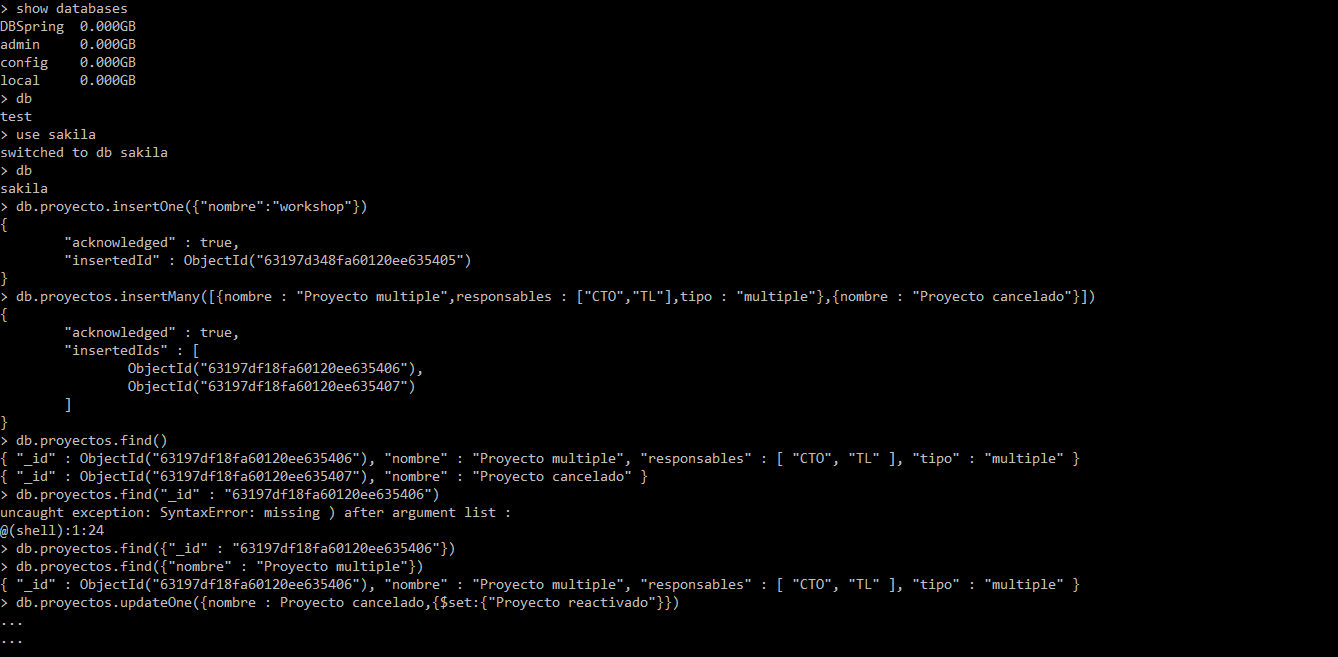 > show databases
DBSpring  0.000GB
admin     0.000GB
config    0.000GB
local     0.000GB
> db
test
> use sakila
switched to db sakila
> db
sakila
> db.proyecto.insertOne({"nombre":"workshop"})
{
        "acknowledged" : true,
        "insertedId" : ObjectId("63197d348fa60120ee635405")
}
> db.proyectos.insertMany([{nombre : "Proyecto multiple",responsables : ["CTO","TL"],tipo : "multiple"},{nombre : "Proyecto cancelado"}])
{
        "acknowledged" : true,
        "insertedIds" : [
                ObjectId("63197df18fa60120ee635406"),
                ObjectId("63197df18fa60120ee635407")
        ]
}
> db.proyectos.find()
{ "_id" : ObjectId("63197df18fa60120ee635406"), "nombre" : "Proyecto multiple", "responsables" : [ "CTO", "TL" ], "tipo" : "multiple" }
{ "_id" : ObjectId("63197df18fa60120ee635407"), "nombre" : "Proyecto cancelado" }
> db.proyectos.find("_id" : "63197df18fa60120ee635406")
uncaught exception: SyntaxError: missing ) after argument list :
@(shell):1:24
> db.proyectos.find({"_id" : "63197df18fa60120ee635406"})
> db.proyectos.find({"nombre" : "Proyecto multiple"})
{ "_id" : ObjectId("63197df18fa60120ee635406"), "nombre" : "Proyecto multiple", "responsables" : [ "CTO", "TL" ], "tipo" : "multiple" }
> db.proyectos.updateOne({nombre : Proyecto cancelado,{$set:{"Proyecto reactivado"}})
...
...